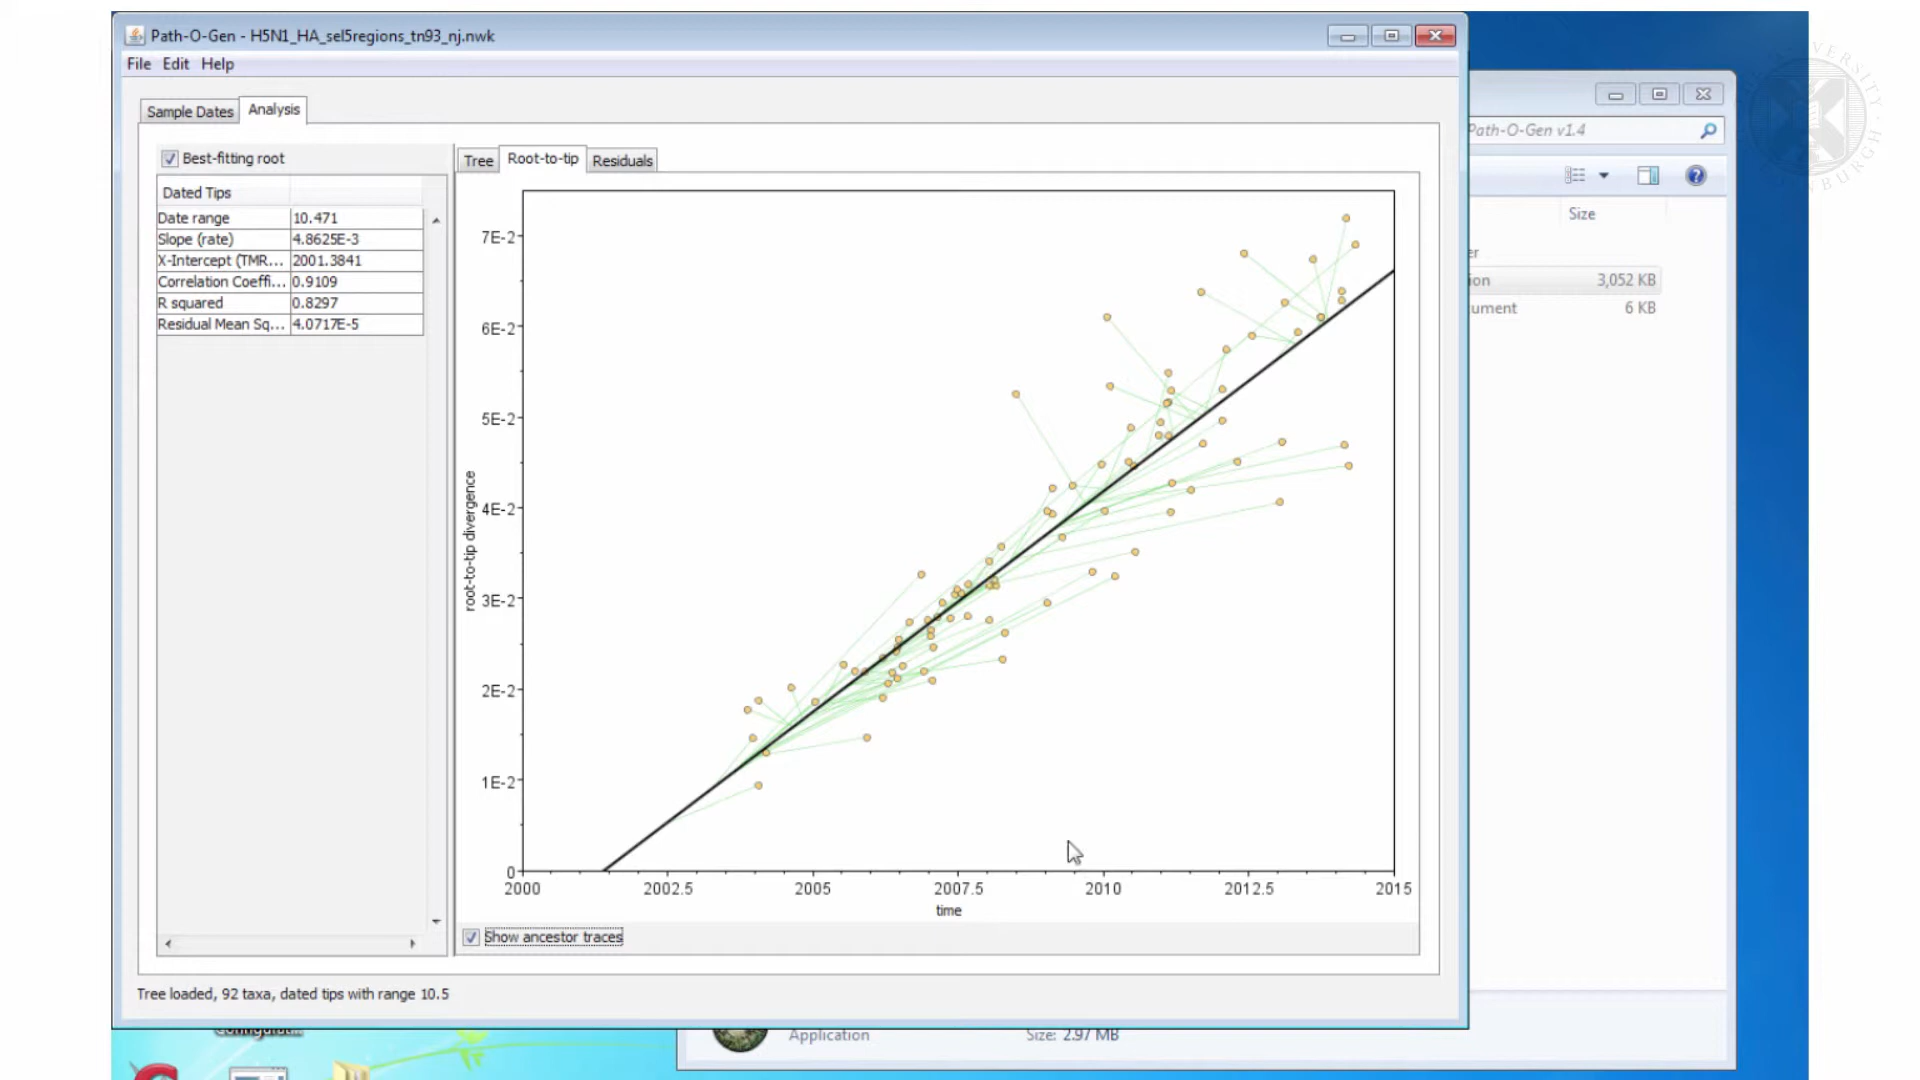 Path-O-Gen - H5N1_HA_sel5regions_tn93_nj.nwk
File Edit Help
Sample Dates Analysis
Best-fitting root
Dated Tips
Date range 10.471
Slope (rate) 4.8625E-3
X-Intercept (TMR... 2001.3841
Correlation Coeffi... 0.9109
R squared 0.8297
Residual Mean Sq... 4.0717E-5
Tree Root-to-tip Residuals
7E-2
6E-2
5E-2
4E-2
3E-2
2E-2
1E-2
0
root-to-tip divergence
2000 2002.5 2005 2007.5 2010 2012.5 2015
time
Show ancestor traces
Tree loaded, 92 taxa, dated tips with range 10.5
Path-O-Gen v1.4
Size
er
ion 3,052 KB
ument 6 KB
Application Size: 2.97 MB